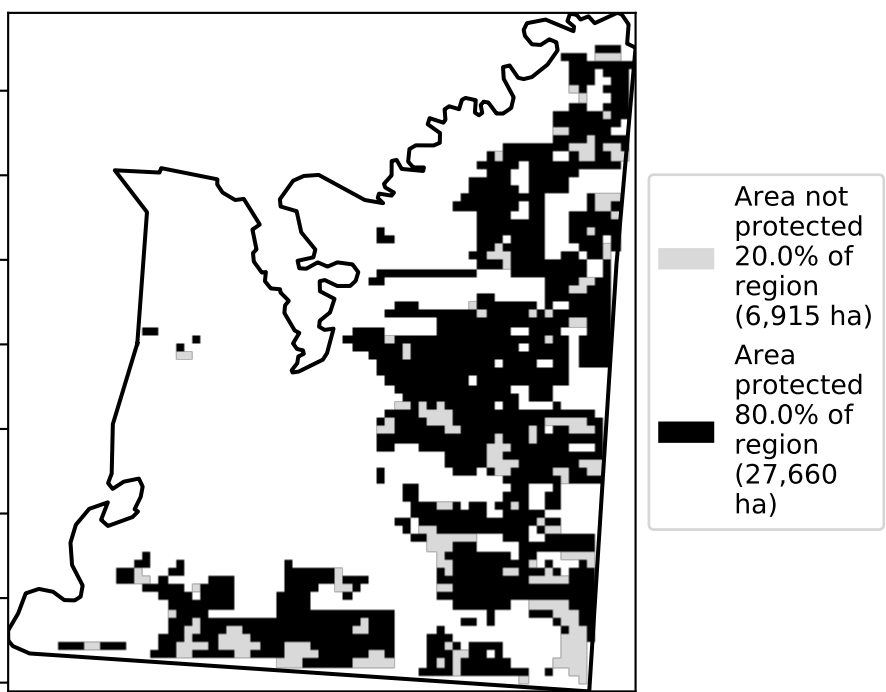 Area not
protected
20.0% of
region
(6,915 ha)
Area
protected
80.0% of
region
(27,660
ha)